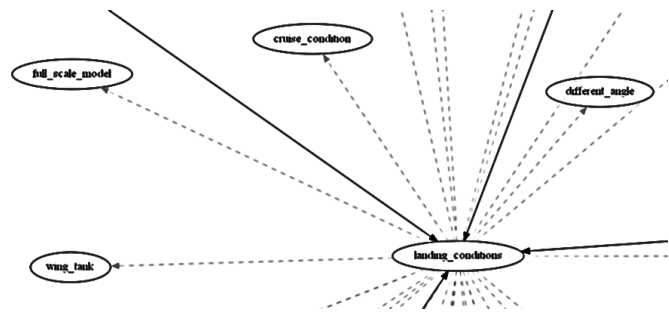 cruise_condition
full_scale_model
different_angle
landing_conditions
wing_tank